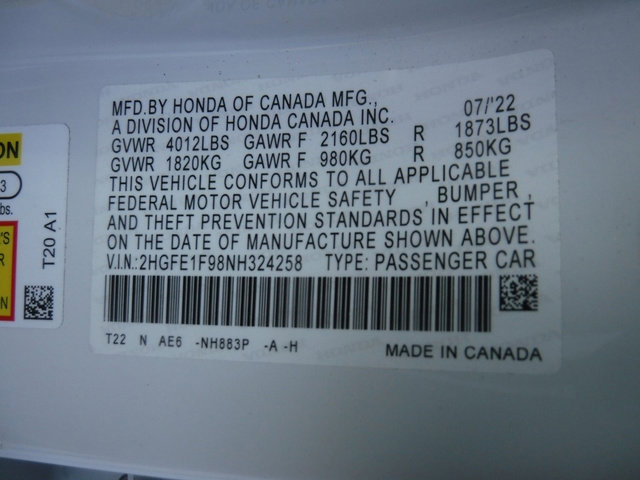 MFD.BY HONDA OF CANADA MFG., 07/'22
A DIVISION OF HONDA CANADA INC.
GVWR 4012LBS GAWR F 2160LBS R 1873LBS
GVWR 1820KG GAWR F 980KG R 850KG
THIS VEHICLE CONFORMS TO ALL APPLICABLE
FEDERAL MOTOR VEHICLE SAFETY , BUMPER ,
AND THEFT PREVENTION STANDARDS IN EFFECT
ON THE DATE OF MANUFACTURE SHOWN ABOVE.
V.I.N.:2HGFE1F98NH324258 TYPE: PASSENGER CAR
T22 N AE6 -NH883P -A -H
MADE IN CANADA
ON
3
bs.
'S
R
N
T20 A1